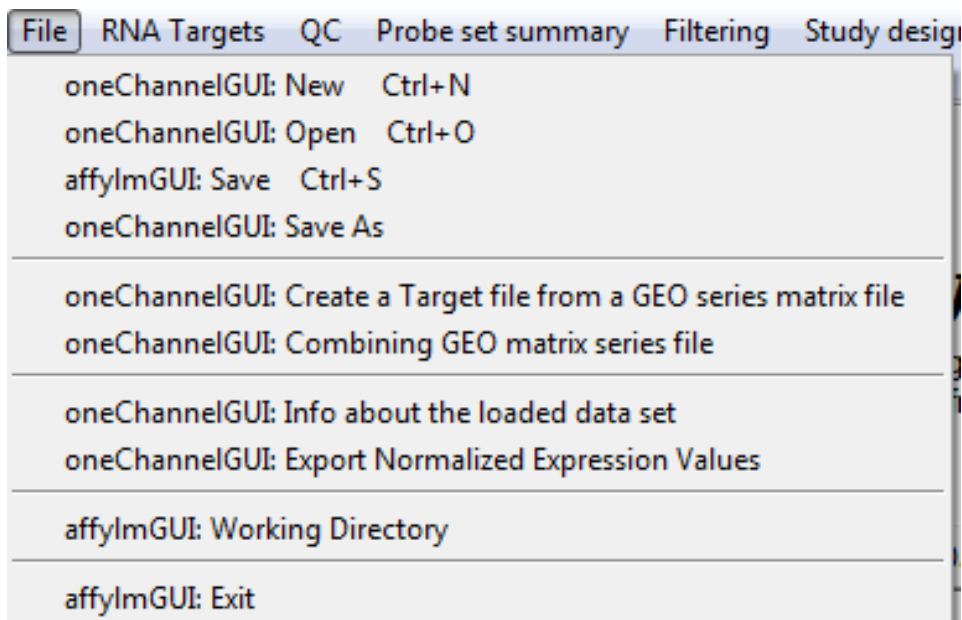 File RNA Targets QC Probe set summary Filtering Study desig
oneChannelGUI: New Ctrl+N
oneChannelGUI: Open Ctrl+O
affylmGUI: Save Ctrl+S
oneChannelGUI: Save As
oneChannelGUI: Create a Target file from a GEO series matrix file
oneChannelGUI: Combining GEO matrix series file
oneChannelGUI: Info about the loaded data set
oneChannelGUI: Export Normalized Expression Values
affylmGUI: Working Directory
affylmGUI: Exit